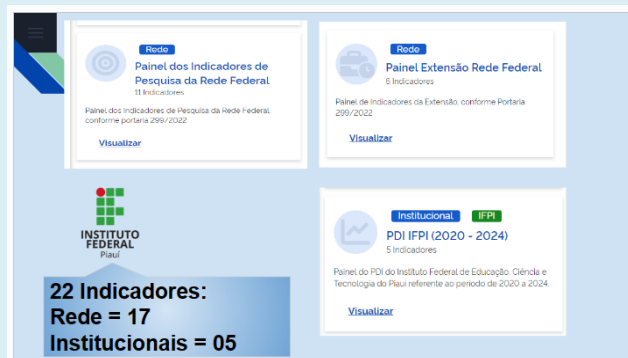 Rede
Painel dos Indicadores de
Pesquisa da Rede Federal
11 Indicadores
Painel dos Indicadores de Pesquisa da Rede Federal,
conforme portaria 299/2022
Visualizar
Rede
Painel Extensão Rede Federal
6 Indicadores
Painel de Indicadores da Extensão, conforme Portaria
299/2022
Visualizar
INSTITUTO
FEDERAL
Piauí
22 Indicadores:
Rede = 17
Institucionais = 05
Institucional IFPI
PDI IFPI (2020 - 2024)
5 Indicadores
Painel do PDI do Instituto Federal de Educação, Ciência e
Tecnologia do Piauí referente ao período de 2020 a 2024.
Visualizar